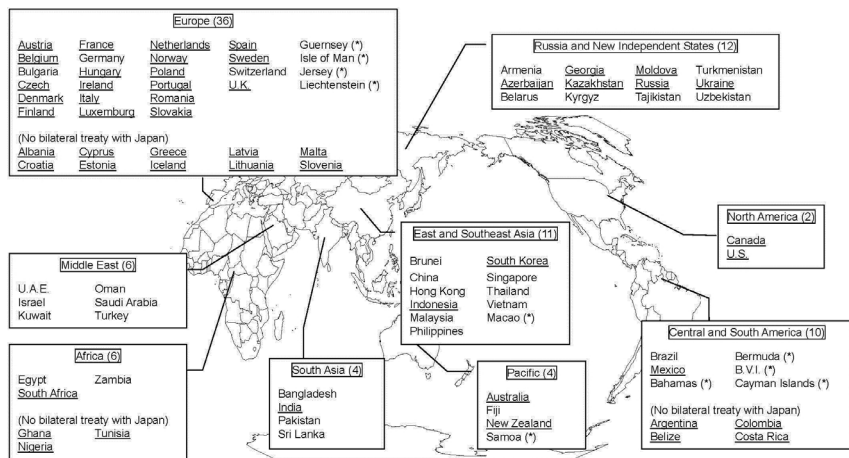 Europe (36)
Austria France Netherlands Spain Guernsey (*)
Belgium Germany Norway Sweden Isle of Man (*)
Bulgaria Hungary Poland Switzerland Jersey (*)
Czech Ireland Portugal U.K. Liechtenstein (*)
Denmark Italy Romania
Finland Luxemburg Slovakia
(No bilateral treaty with Japan)
Albania Cyprus Greece Latvia Malta
Croatia Estonia Iceland Lithuania Slovenia
Russia and New Independent States (12)
Armenia Georgia Moldova Turkmenistan
Azerbaijan Kazakhstan Russia Ukraine
Belarus Kyrgyz Tajikistan Uzbekistan
North America (2)
Canada
U.S.
East and Southeast Asia (11)
Brunei South Korea
China Singapore
Hong Kong Thailand
Indonesia Vietnam
Malaysia Macao (*)
Philippines
Middle East (6)
U.A.E. Oman
Israel Saudi Arabia
Kuwait Turkey
Africa (6)
Egypt Zambia
South Africa
(No bilateral treaty with Japan)
Ghana Tunisia
Nigeria
South Asia (4)
Bangladesh
India
Pakistan
Sri Lanka
Pacific (4)
Australia
Fiji
New Zealand
Samoa (*)
Central and South America (10)
Brazil Bermuda (*)
Mexico B.V.I. (*)
Bahamas (*) Cayman Islands (*)
(No bilateral treaty with Japan)
Argentina Colombia
Belize Costa Rica